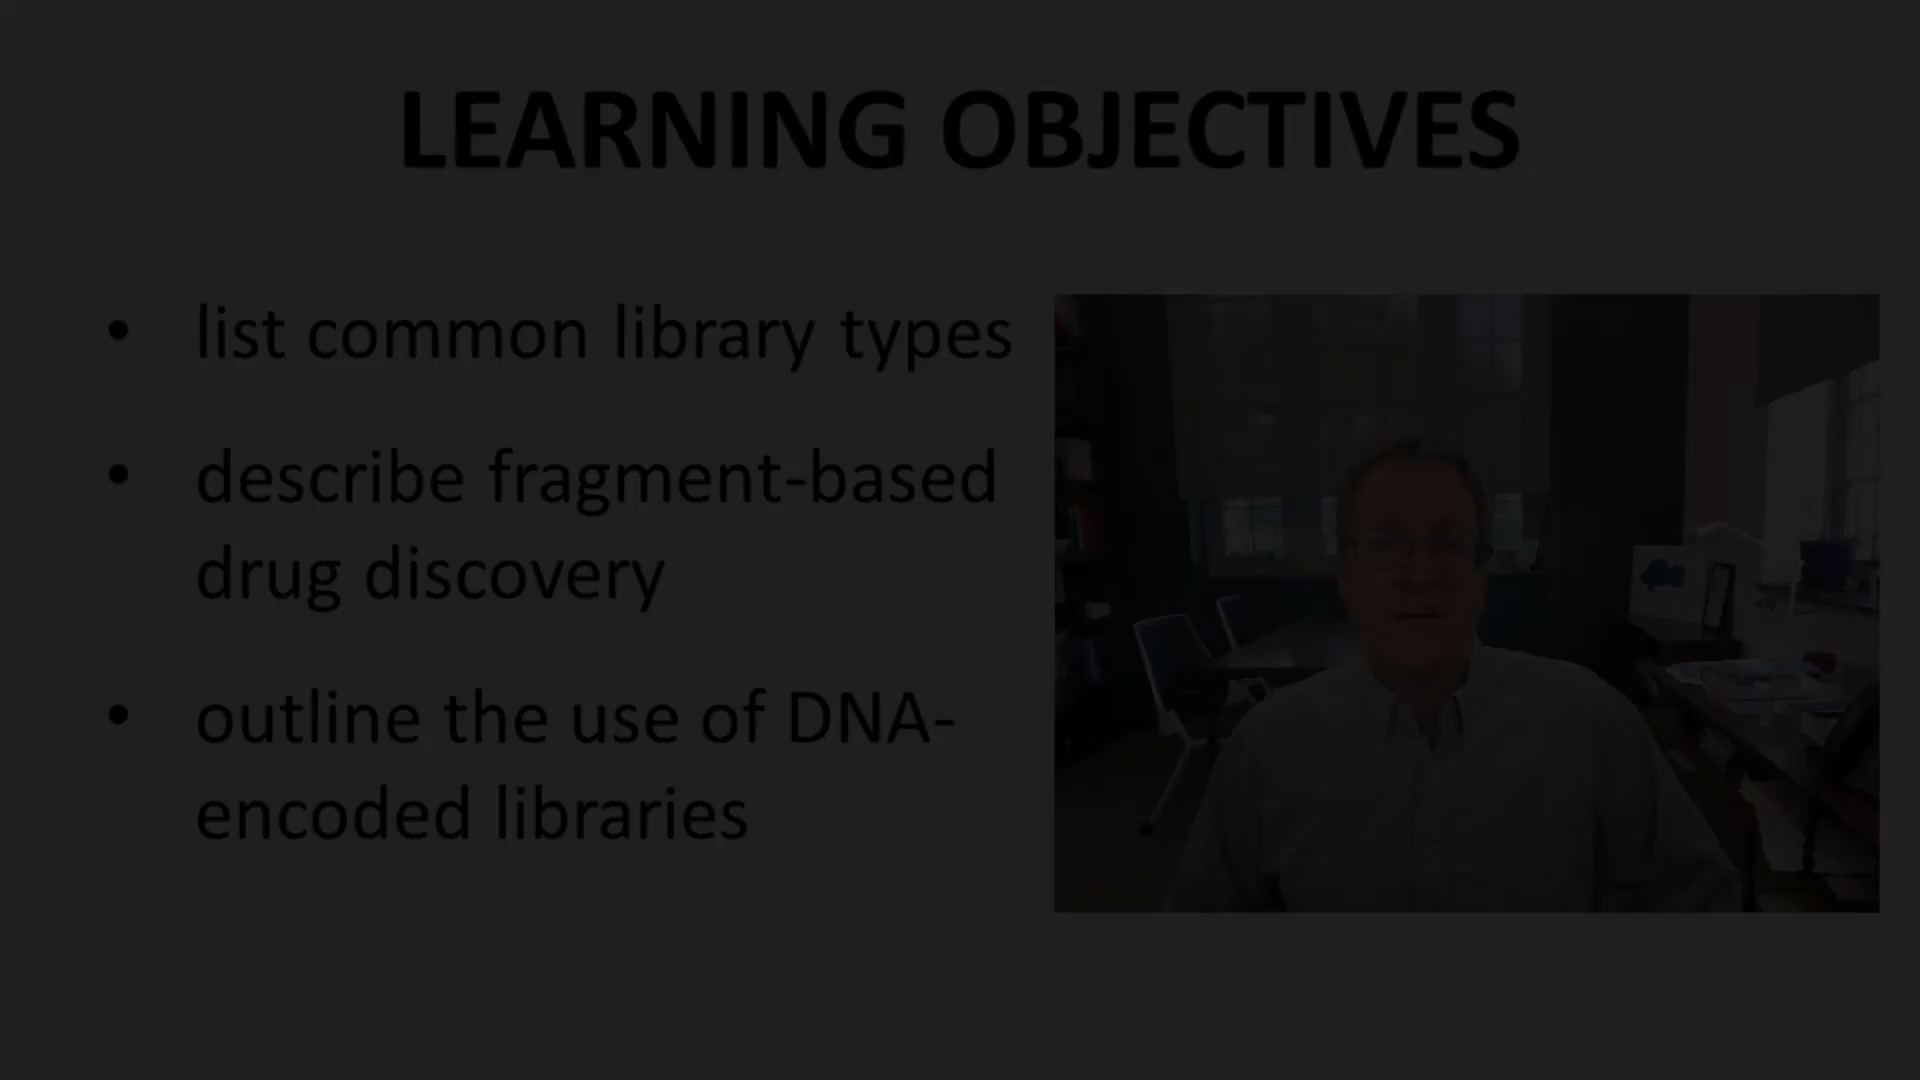 LEARNING OBJECTIVES
• list common library types
• describe fragment-based
drug discovery
• outline the use of DNA-
encoded libraries